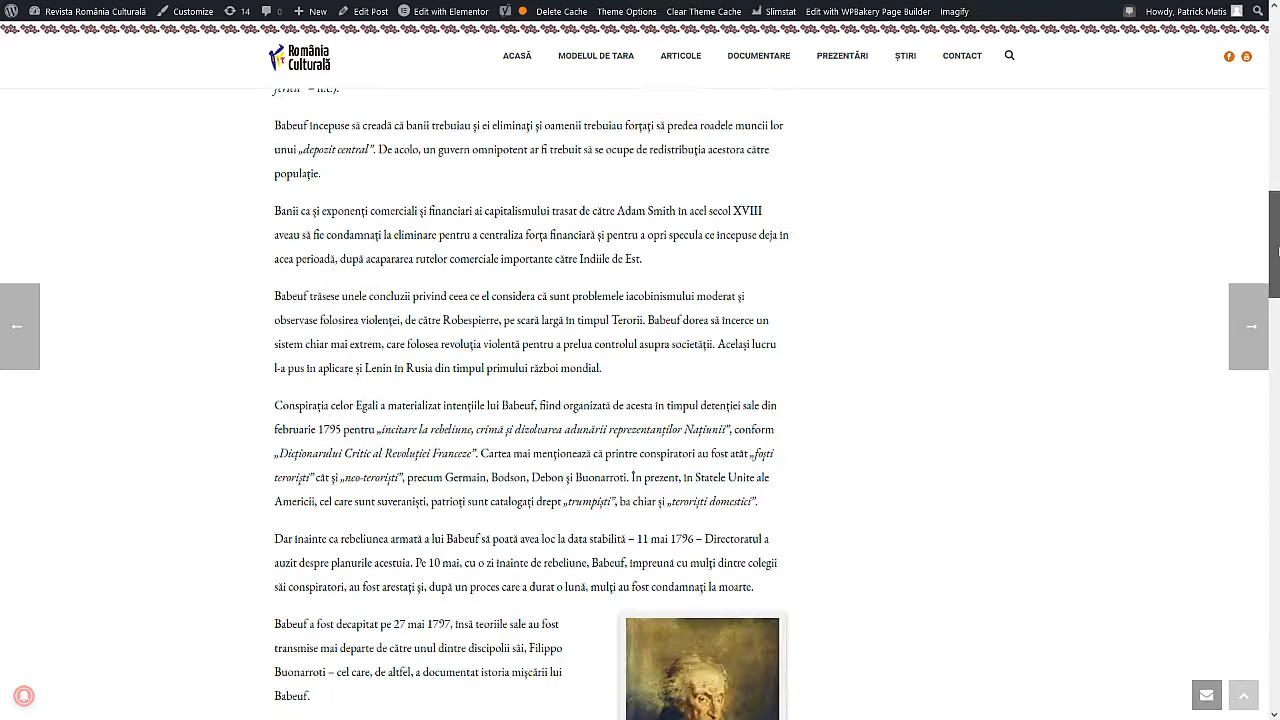 Revista România Culturală Customize 14 0 New Edit Post Edit with Elementor Delete Cache Theme Options Clear Theme Cache Slimstat Edit with WPBakery Page Builder Imagify Howdy, Patrick Matis
România
Culturală
ACASĂ MODELUL DE TARA ARTICOLE DOCUMENTARE PREZENTĂRI ȘTIRI CONTACT
Babeuf începuse să creadă că banii trebuiau și ei eliminați și oamenii trebuiau forțați să predea roadele muncii lor
unui „depozit central”. De acolo, un guvern omnipotent ar fi trebuit să se ocupe de redistribuția acestora către
populație.
Banii ca și exponenți comerciali și financiari ai capitalismului trasat de către Adam Smith în acel secol XVIII
aveau să fie condamnați la eliminare pentru a centraliza forța financiară și pentru a opri specula ce începuse deja în
acea perioadă, după acapararea rutelor comerciale importante către Indiile de Est.
Babeuf trăsese unele concluzii privind ceea ce el considera că sunt problemele iacobinismului moderat și
observase folosirea violenței, de către Robespierre, pe scară largă în timpul Terorii. Babeuf dorea să încerce un
sistem chiar mai extrem, care folosea revoluția violentă pentru a prelua controlul asupra societății. Același lucru
l-a pus în aplicare și Lenin în Rusia din timpul primului război mondial.
Conspirația celor Egali a materializat intențiile lui Babeuf, fiind organizată de acesta în timpul detenției sale din
februarie 1795 pentru „incitare la rebeliune, crimă și dizolvarea adunării reprezentanților Națiunii”, conform
„Dicționarului Critic al Revoluției Franceze”. Cartea mai menționează că printre conspiratori au fost atât „foști
teroriști” cât și „neo-teroriști”, precum Germain, Bodson, Debon și Buonarroti. În prezent, în Statele Unite ale
Americii, cel care sunt suveraniști, patrioți sunt catalogați drept „trumpiști”, ba chiar și „teroriști domestici”.
Dar înainte ca rebeliunea armată a lui Babeuf să poată avea loc la data stabilită – 11 mai 1796 – Directoratul a
auzit despre planurile acestuia. Pe 10 mai, cu o zi înainte de rebeliune, Babeuf, împreună cu mulți dintre colegii
săi conspiratori, au fost arestați și, după un proces care a durat o lună, mulți au fost condamnați la moarte.
Babeuf a fost decapitat pe 27 mai 1797, însă teoriile sale au fost
transmise mai departe de către unul dintre discipolii săi, Filippo
Buonarroti – cel care, de altfel, a documentat istoria mișcării lui
Babeuf.